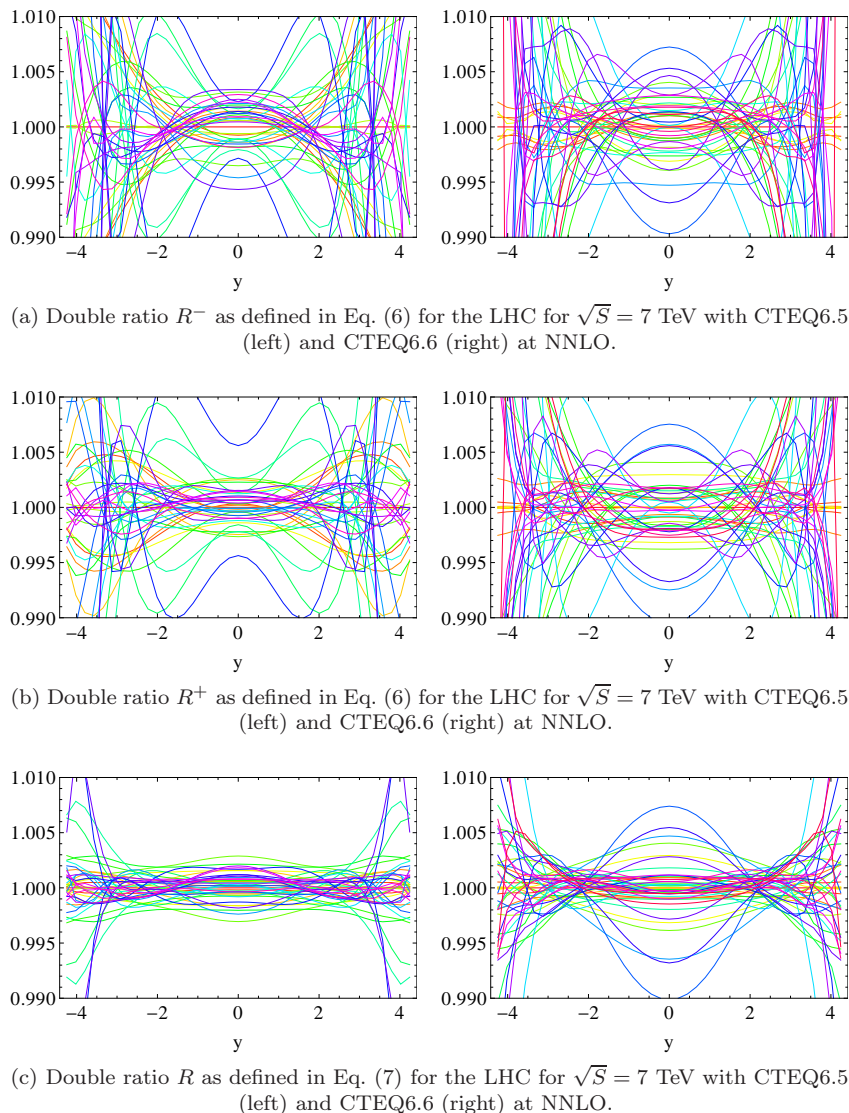 1.010 1.010
1.005 1.005
1.000 1.000
0.995 0.995
0.990 0.990
−4 −2 0 2 4 −4 −2 0 2 4
y y
(a) Double ratio R⁻ as defined in Eq. (6) for the LHC for √S = 7 TeV with CTEQ6.5
(left) and CTEQ6.6 (right) at NNLO.
1.010 1.010
1.005 1.005
1.000 1.000
0.995 0.995
0.990 0.990
−4 −2 0 2 4 −4 −2 0 2 4
y y
(b) Double ratio R⁺ as defined in Eq. (6) for the LHC for √S = 7 TeV with CTEQ6.5
(left) and CTEQ6.6 (right) at NNLO.
1.010 1.010
1.005 1.005
1.000 1.000
0.995 0.995
0.990 0.990
−4 −2 0 2 4 −4 −2 0 2 4
y y
(c) Double ratio R as defined in Eq. (7) for the LHC for √S = 7 TeV with CTEQ6.5
(left) and CTEQ6.6 (right) at NNLO.